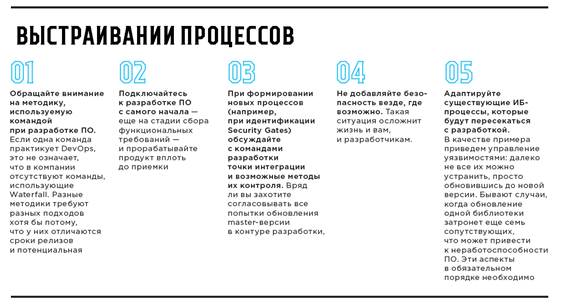 ВЫСТРАИВАНИИ ПРОЦЕССОВ
01
Обращайте внимание
на методику,
используемую
командой
при разработке ПО.
Если одна команда
практикует DevOps,
это не означает,
что в компании
отсутствуют команды,
использующие
Waterfall. Разные
методики требуют
разных подходов
хотя бы потому,
что у них отличаются
сроки релизов
и потенциальная
02
Подключайтесь
к разработке ПО
с самого начала —
еще на стадии сбора
функциональных
требований —
и прорабатывайте
продукт вплоть
до приемки
03
При формировании
новых процессов
(например,
при идентификации
Security Gates)
обсуждайте
с командами
разработки
точки интеграции
и возможные методы
их контроля. Вряд
ли вы захотите
согласовывать все
попытки обновления
master-версии
в контуре разработки,
04
Не добавляйте безо-
пасность везде, где
возможно. Такая
ситуация осложнит
жизнь и вам,
и разработчикам.
05
Адаптируйте
существующие ИБ-
процессы, которые
будут пересекаться
с разработкой.
В качестве примера
приведем управление
уязвимостями: далеко
не все их можно
устранить, просто
обновившись до новой
версии. Бывают случаи,
когда обновление
одной библиотеки
затронет еще семь
сопутствующих,
что может привести
к неработоспособности
ПО. Эти аспекты
в обязательном
порядке необходимо